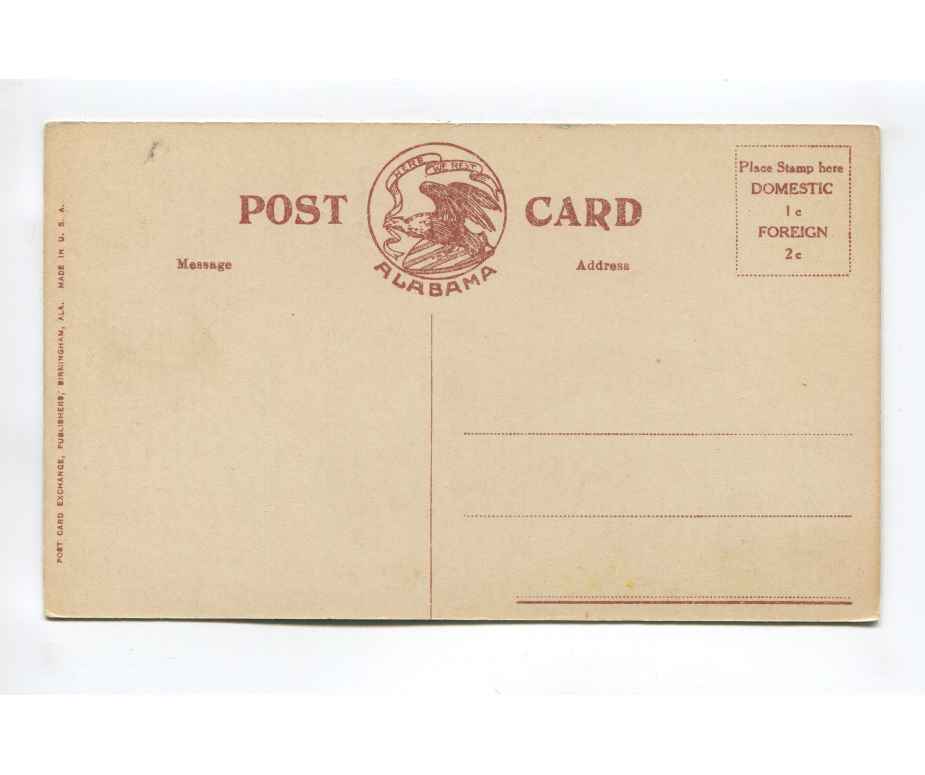 HERE WE REST
POST CARD
ALABAMA
Message
Address
Place Stamp here
DOMESTIC
1c
FOREIGN
2c
POST CARD EXCHANGE, PUBLISHERS, BIRMINGHAM, ALA. MADE IN U. S. A.